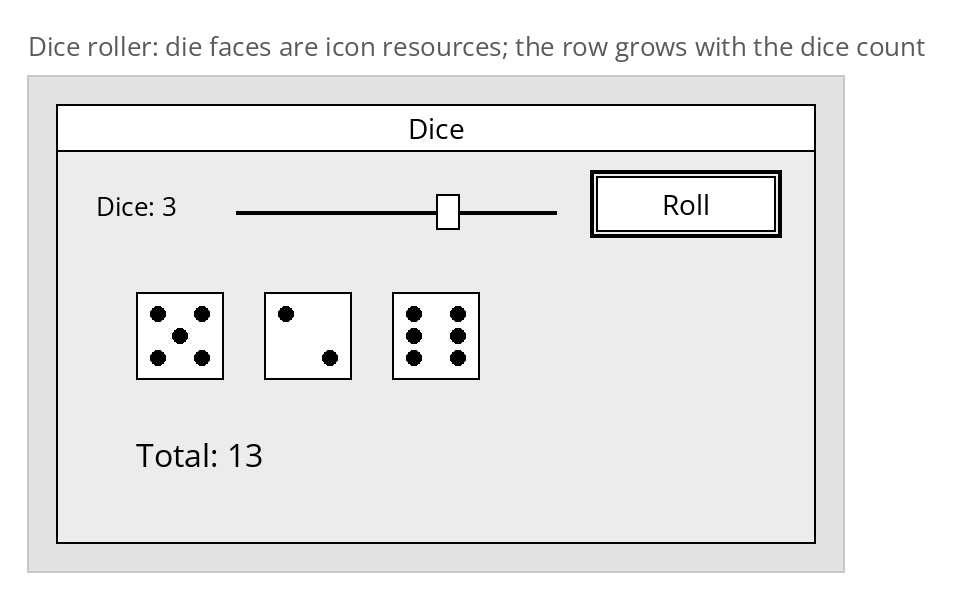 Dice roller: die faces are icon resources; the row grows with the dice count
Dice
Dice: 3
Roll
Total: 13